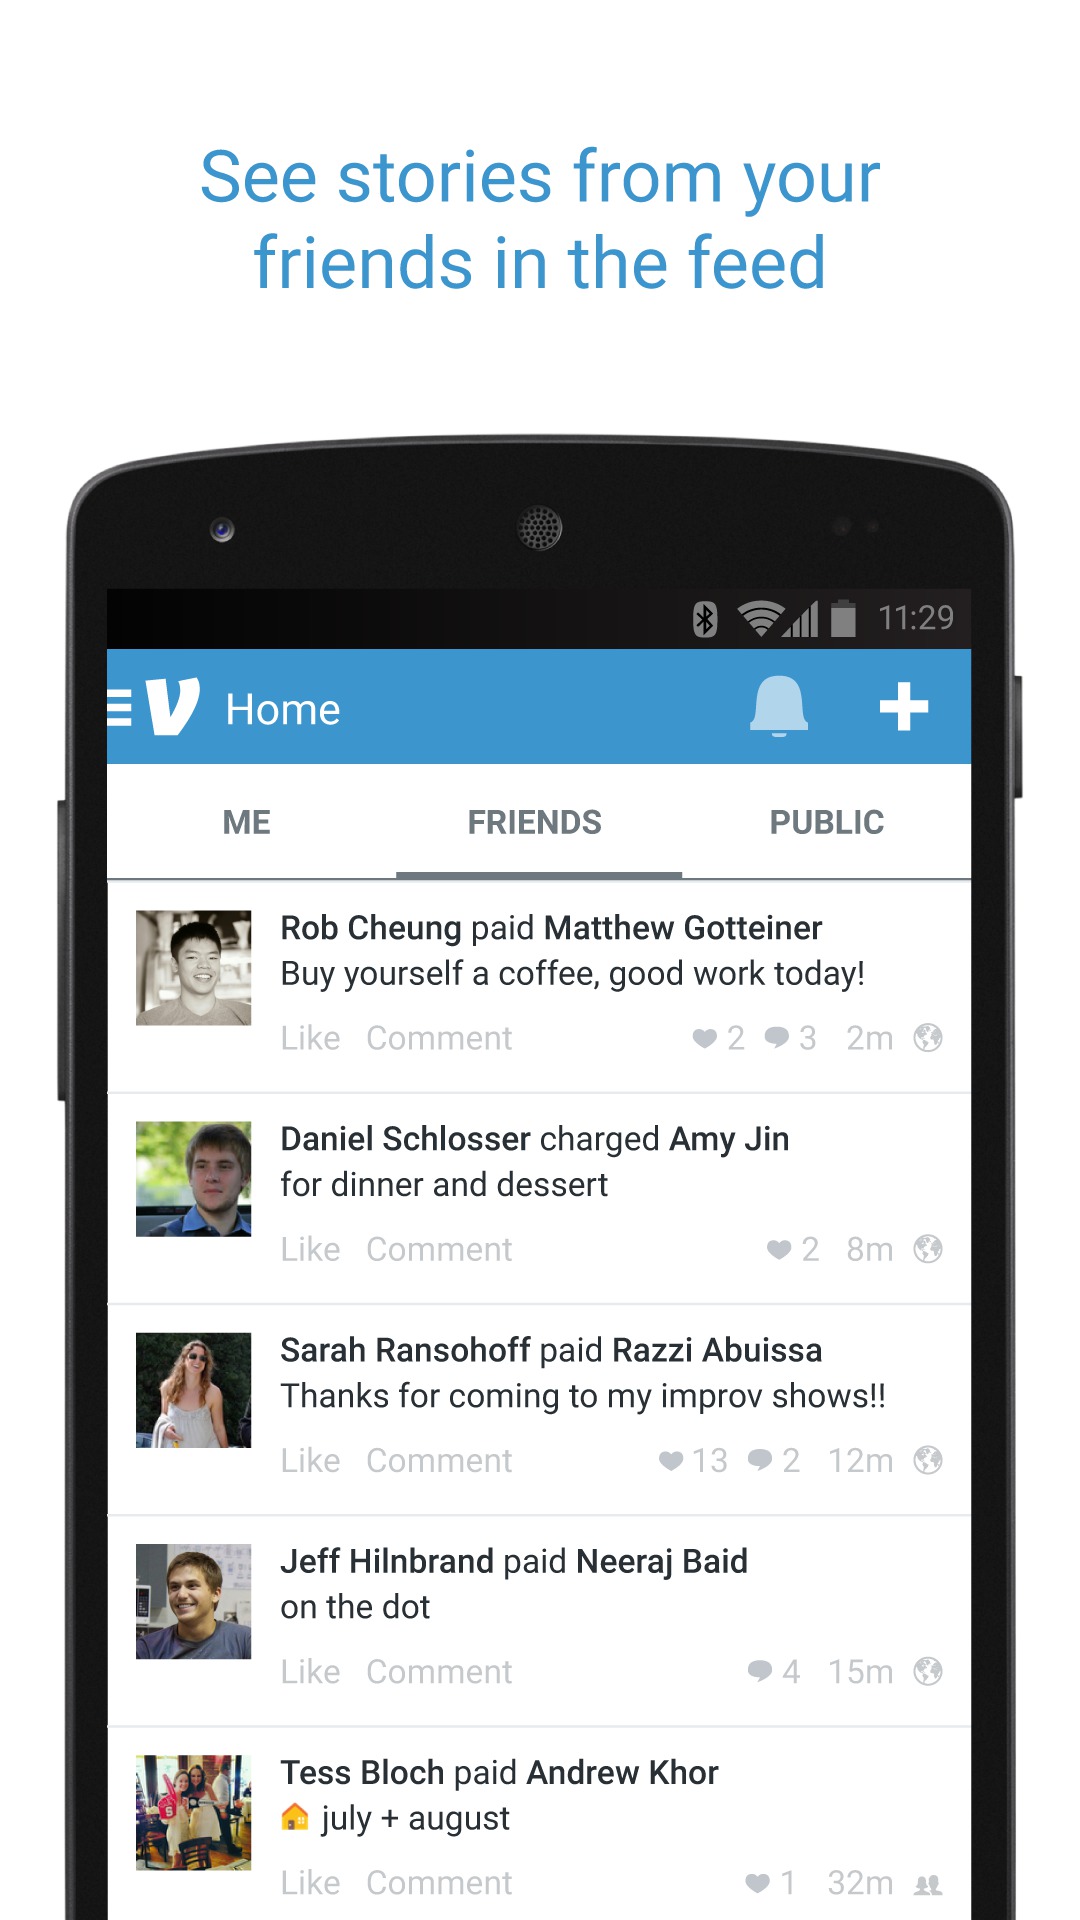 See stories from your
friends in the feed
11:29
Home
ME FRIENDS PUBLIC
Rob Cheung paid Matthew Gotteiner
Buy yourself a coffee, good work today!
Like Comment 2 3 2m
Daniel Schlosser charged Amy Jin
for dinner and dessert
Like Comment 2 8m
Sarah Ransohoff paid Razzi Abuissa
Thanks for coming to my improv shows!!
Like Comment 13 2 12m
Jeff Hilnbrand paid Neeraj Baid
on the dot
Like Comment 4 15m
Tess Bloch paid Andrew Khor
🏠 july + august
Like Comment 1 32m